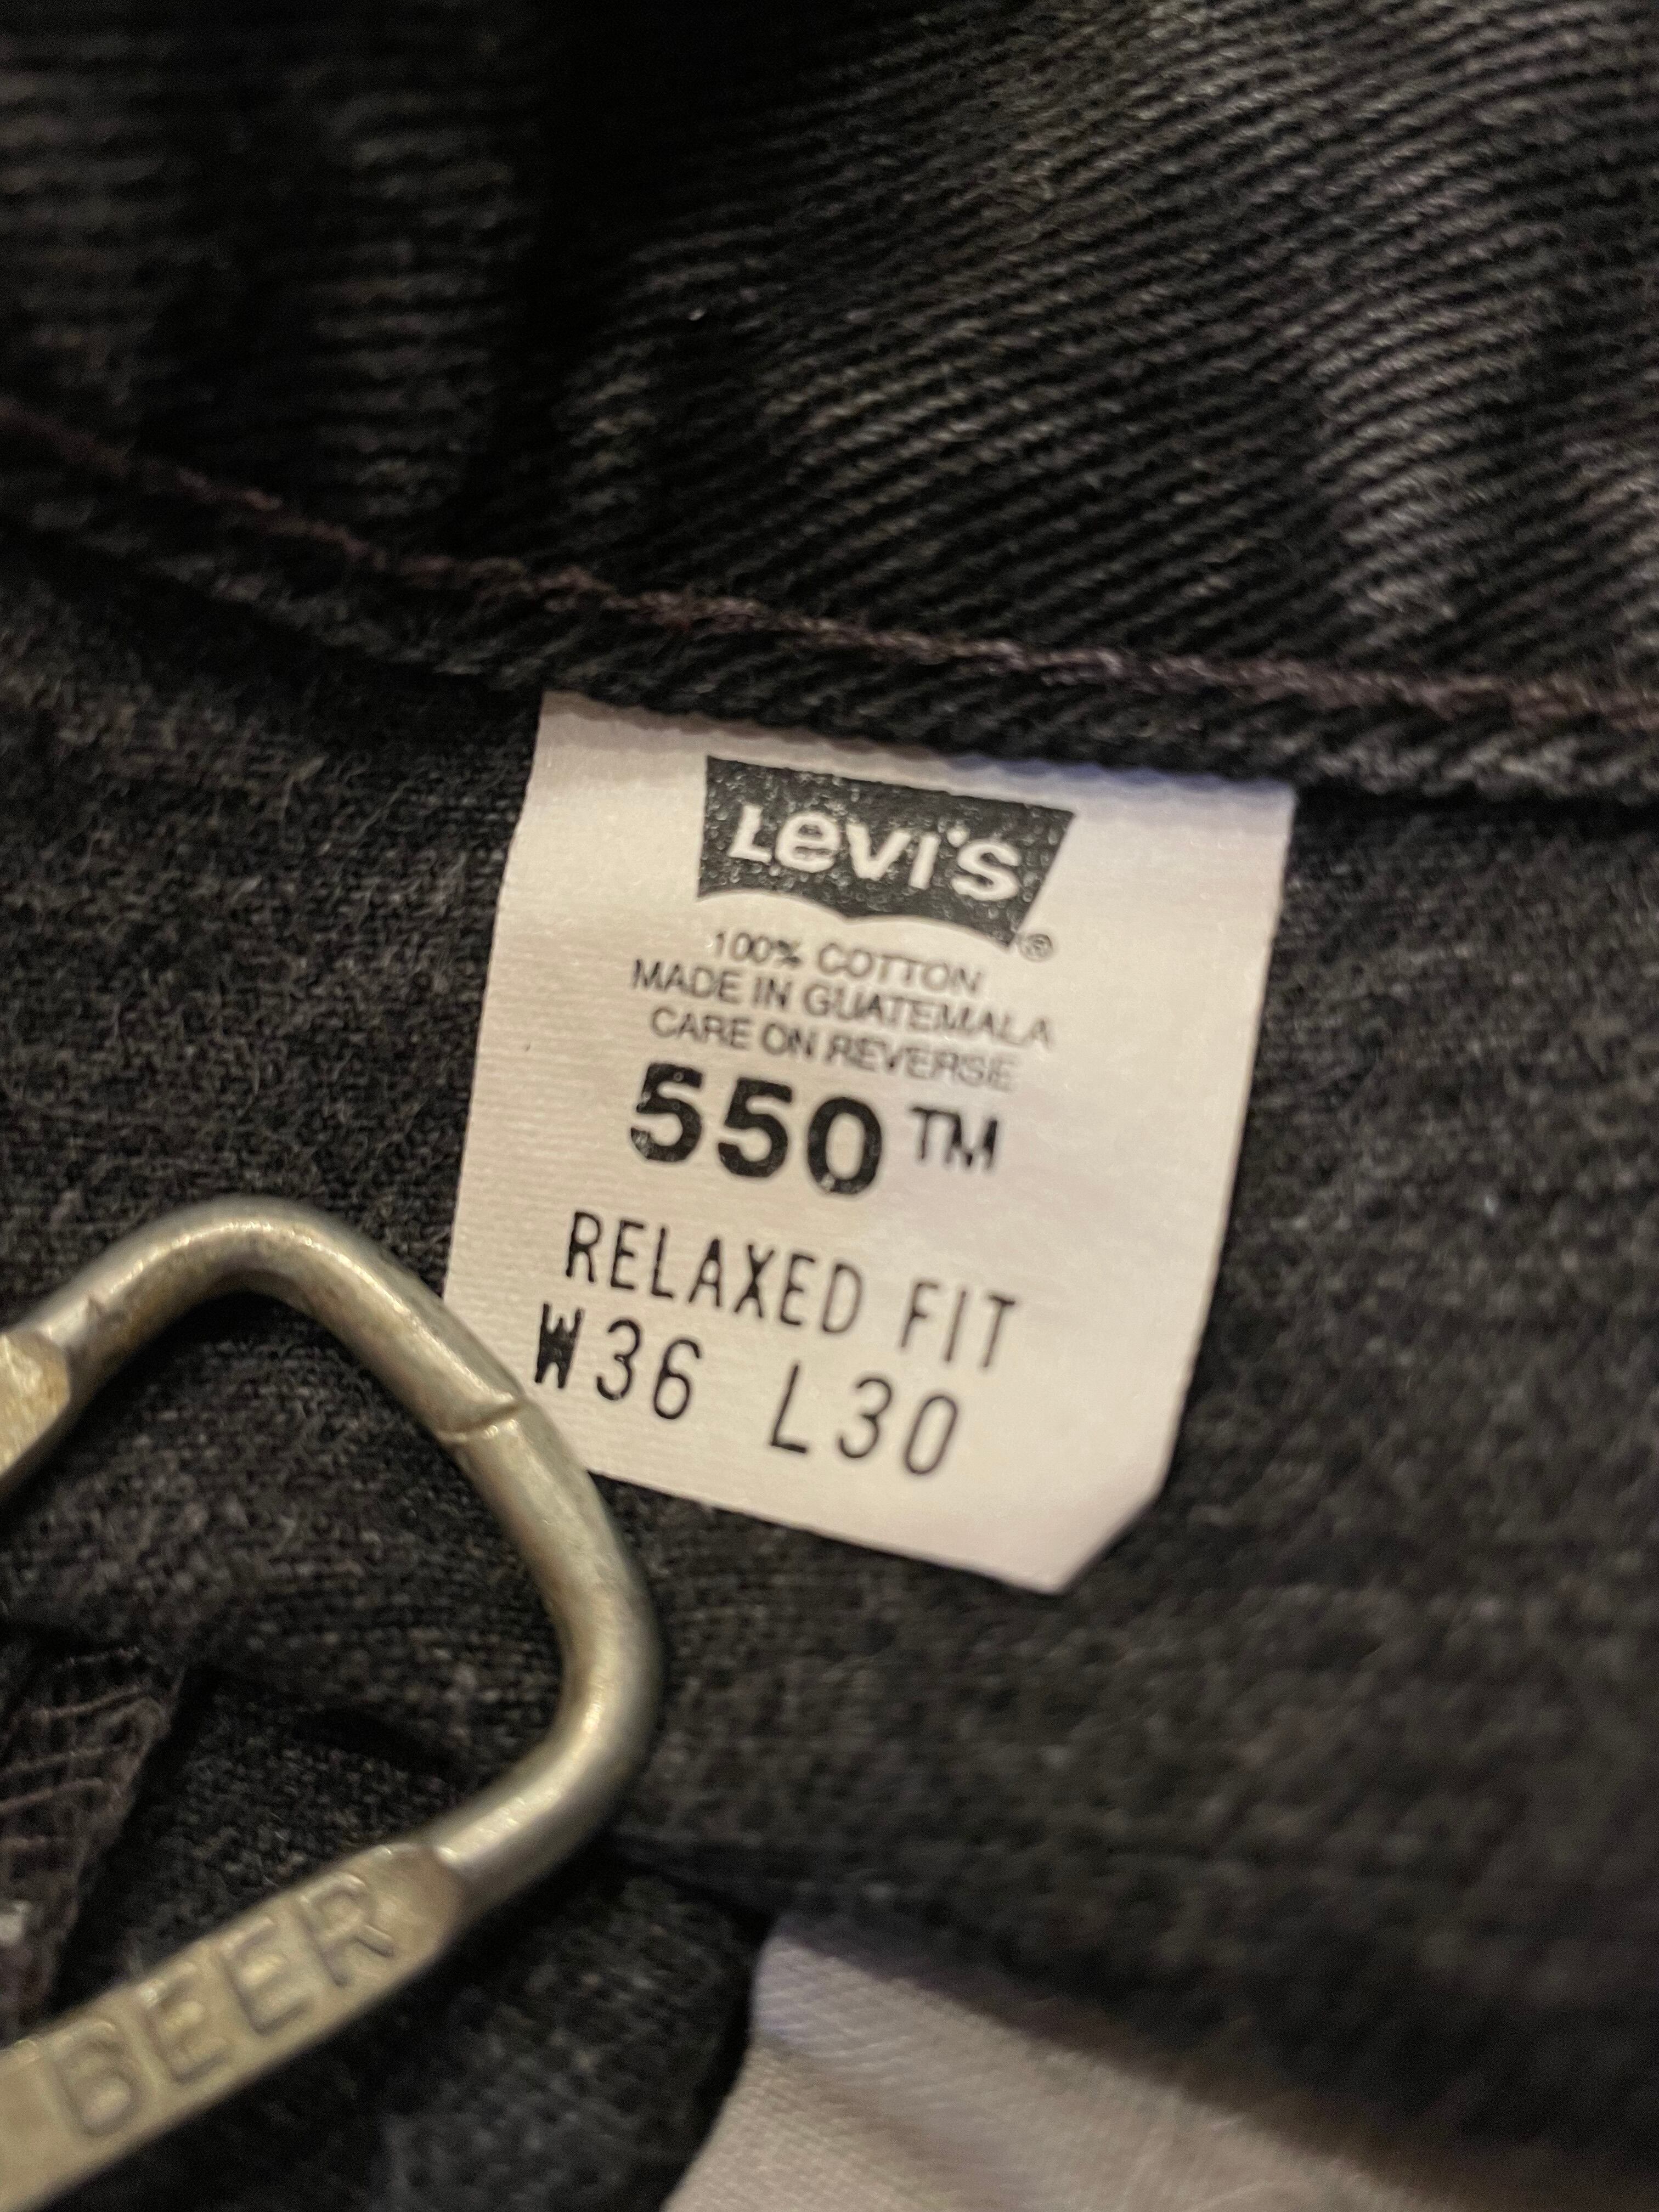 Levi's®
100% COTTON
MADE IN GUATEMALA
CARE ON REVERSE
550™
RELAXED FIT
W36 L30
BEER